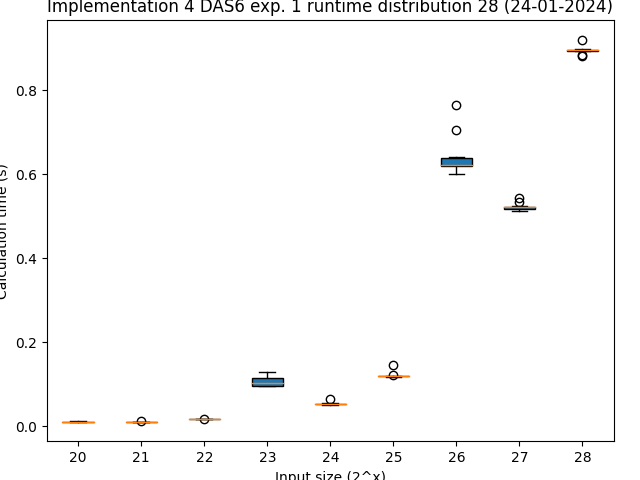 Implementation 4 DAS6 exp. 1 runtime distribution 28 (24-01-2024)
0.8
0.6
0.4
0.2
0.0
Calculation time (s)
20 21 22 23 24 25 26 27 28
Input size (2^x)